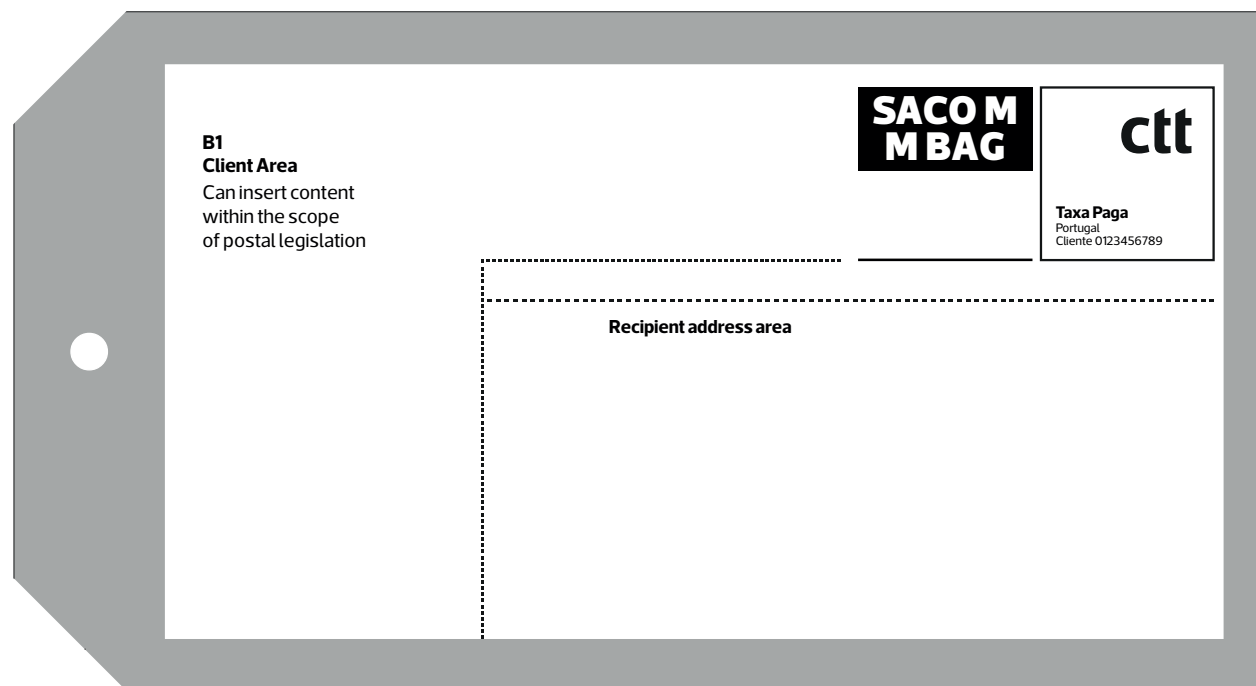 B1
Client Area
Can insert content
within the scope
of postal legislation
SACO M
M BAG
ctt
Taxa Paga
Portugal
Cliente 0123456789
Recipient address area